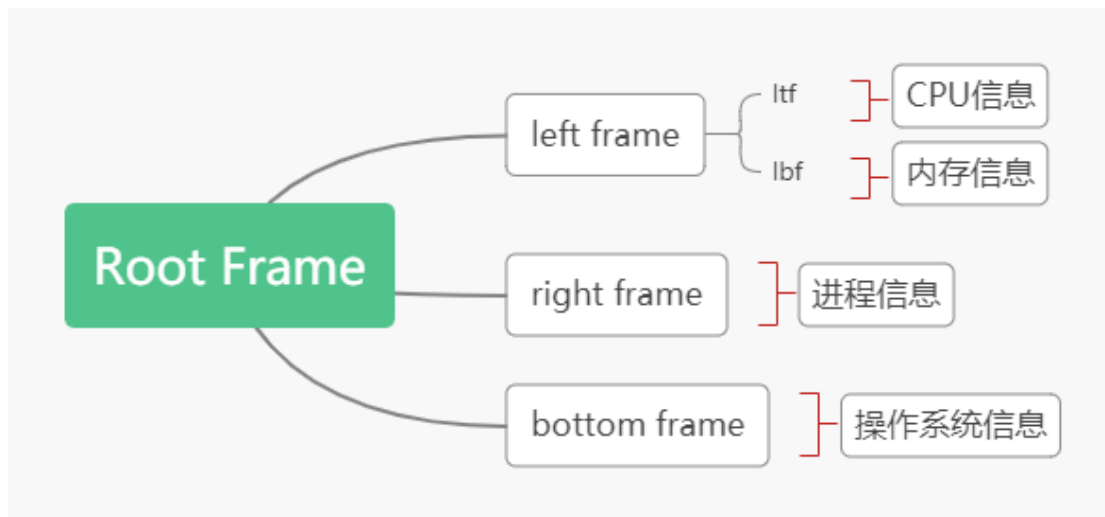 Root Frame
left frame
ltf
CPU信息
lbf
内存信息
right frame
进程信息
bottom frame
操作系统信息